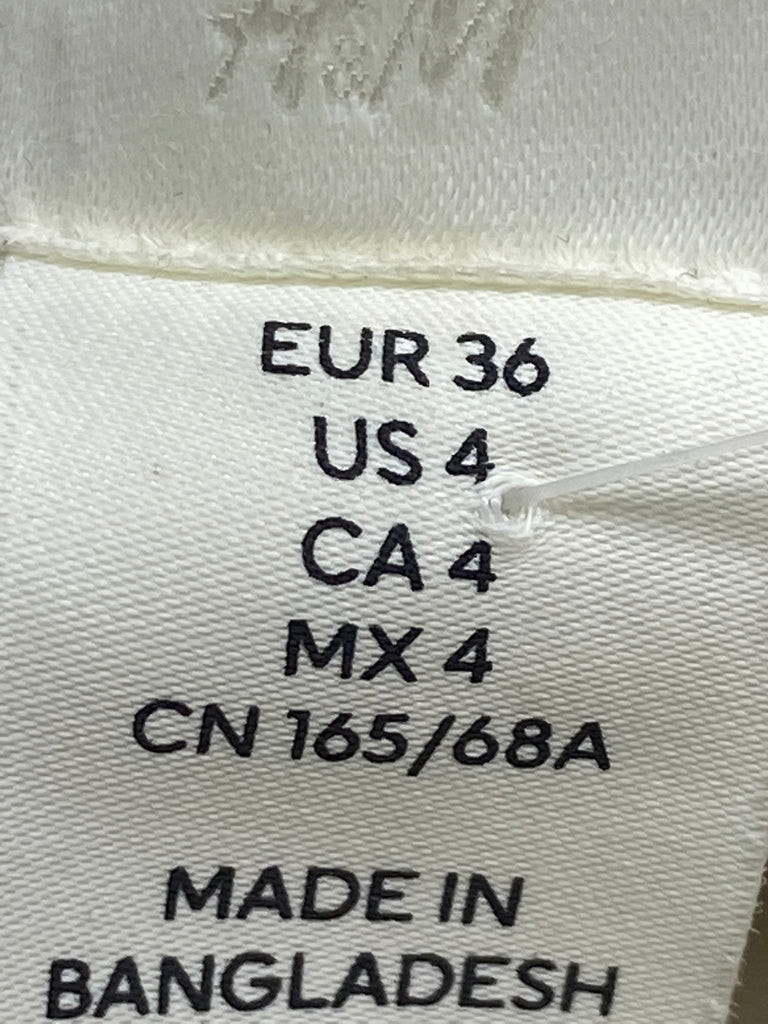 H&M
EUR 36
US 4
CA 4
MX 4
CN 165/68A
MADE IN
BANGLADESH